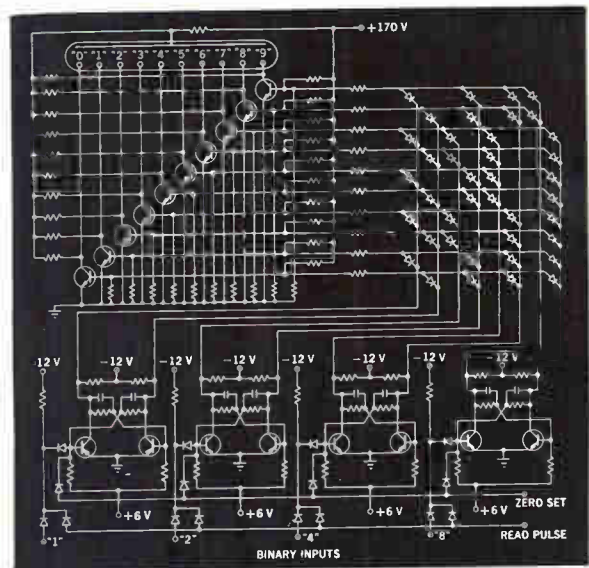 +170 V
"0" "1" "2" "3" "4" "5" "6" "7" "8" "9"
-12 V -12 V -12 V -12 V -12 V -12 V -12 V -12 V
ZERO SET
+6 V +6 V +6 V +6 V
READ PULSE
"1" "2" "4" "8"
BINARY INPUTS